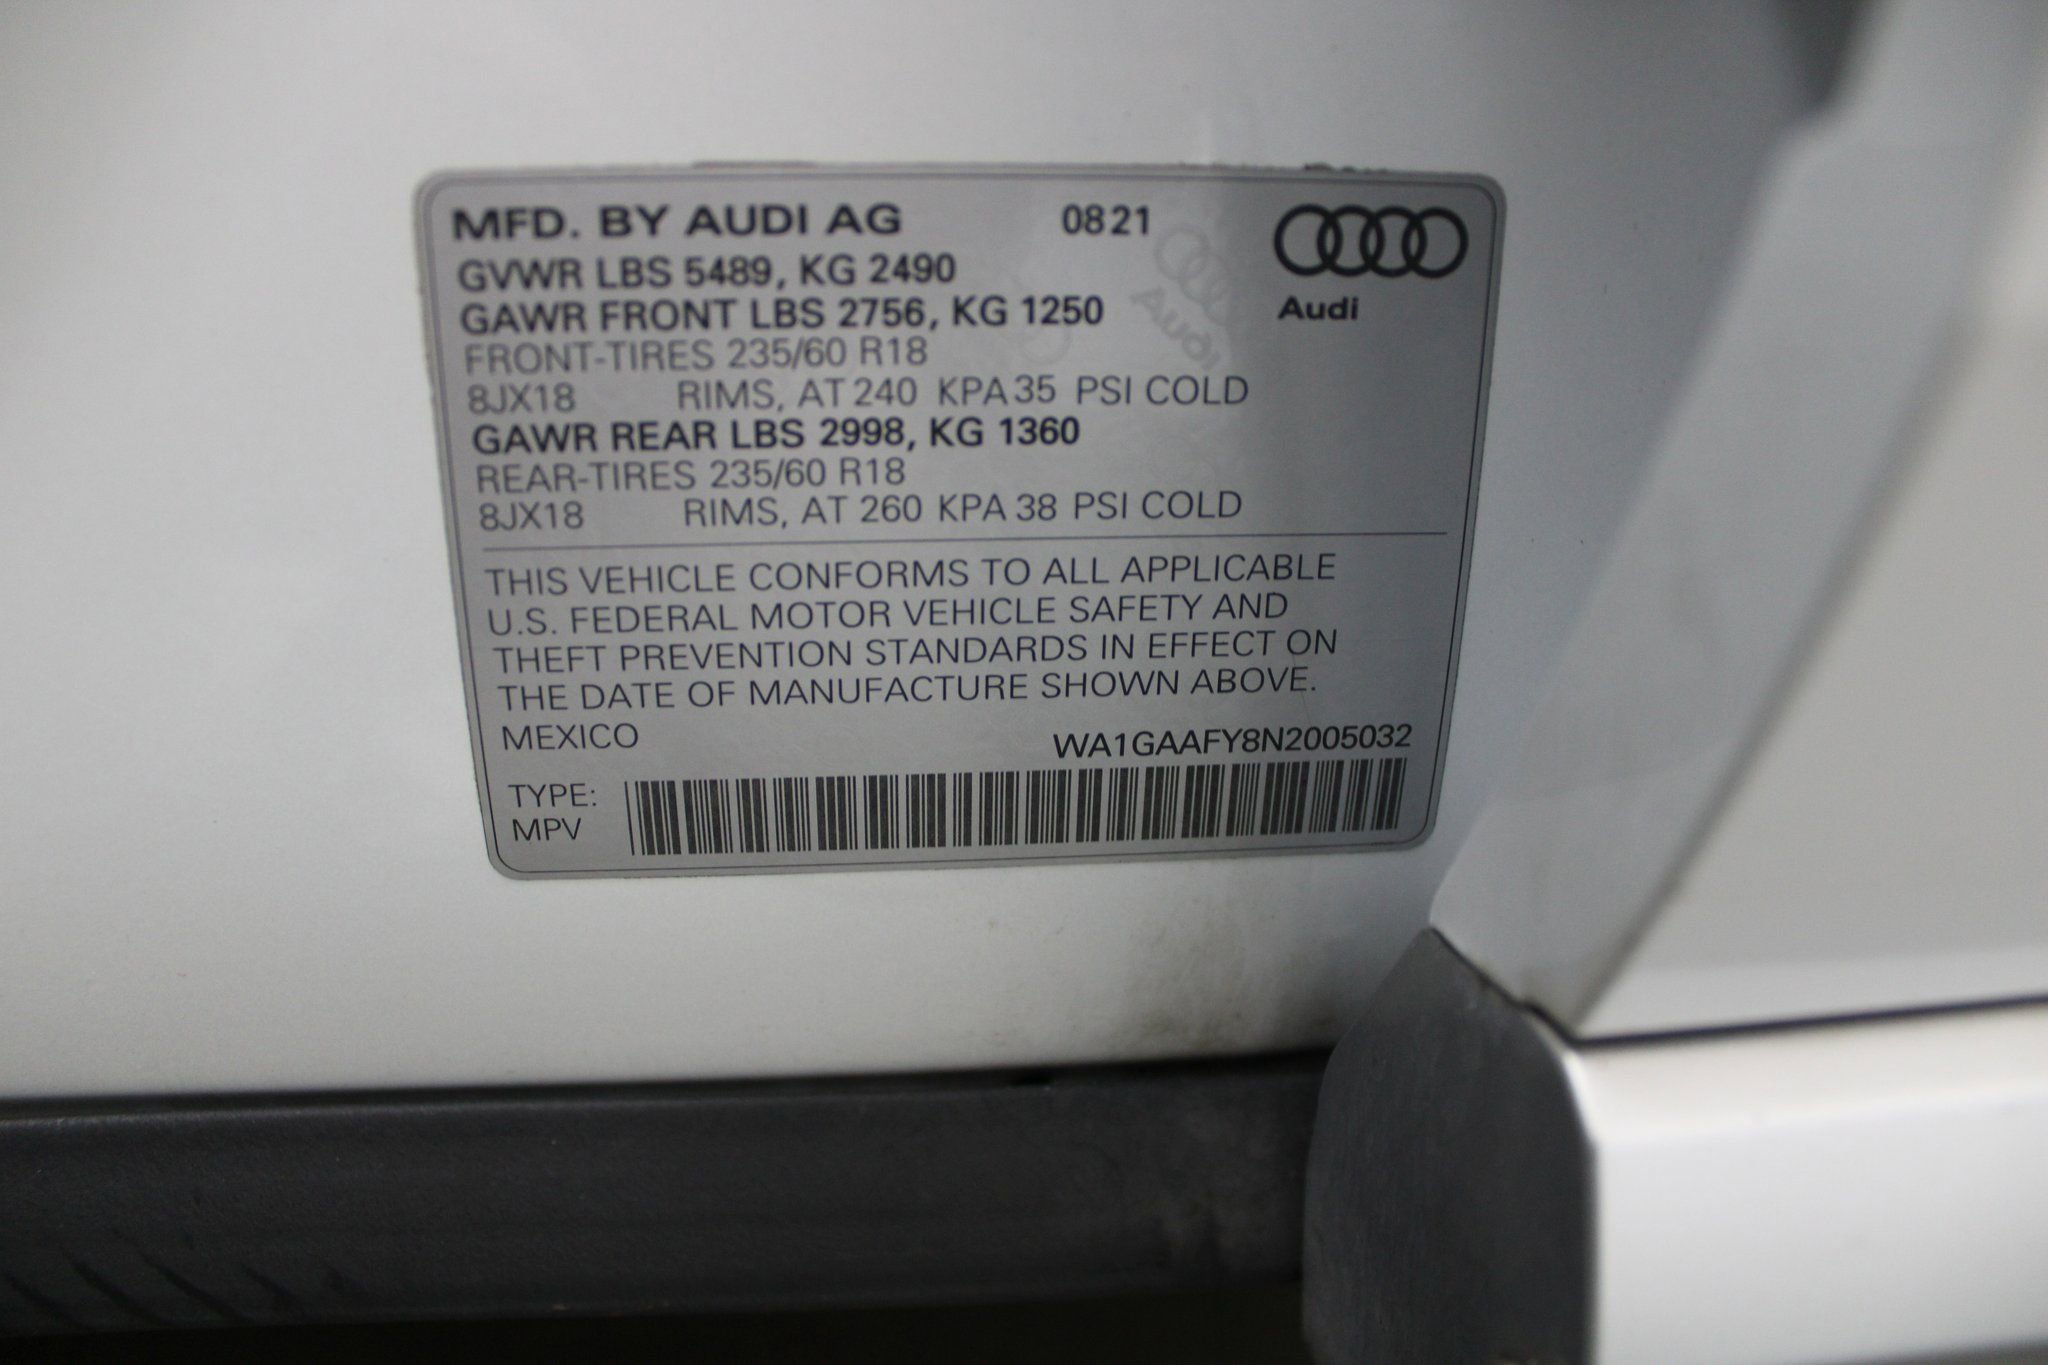 MFD. BY AUDI AG 0821
GVWR LBS 5489, KG 2490
GAWR FRONT LBS 2756, KG 1250
Audi
FRONT-TIRES 235/60 R18
8JX18 RIMS, AT 240 KPA 35 PSI COLD
GAWR REAR LBS 2998, KG 1360
REAR-TIRES 235/60 R18
8JX18 RIMS, AT 260 KPA 38 PSI COLD
THIS VEHICLE CONFORMS TO ALL APPLICABLE
U.S. FEDERAL MOTOR VEHICLE SAFETY AND
THEFT PREVENTION STANDARDS IN EFFECT ON
THE DATE OF MANUFACTURE SHOWN ABOVE.
MEXICO WA1GAAFY8N2005032
TYPE:
MPV
Audi